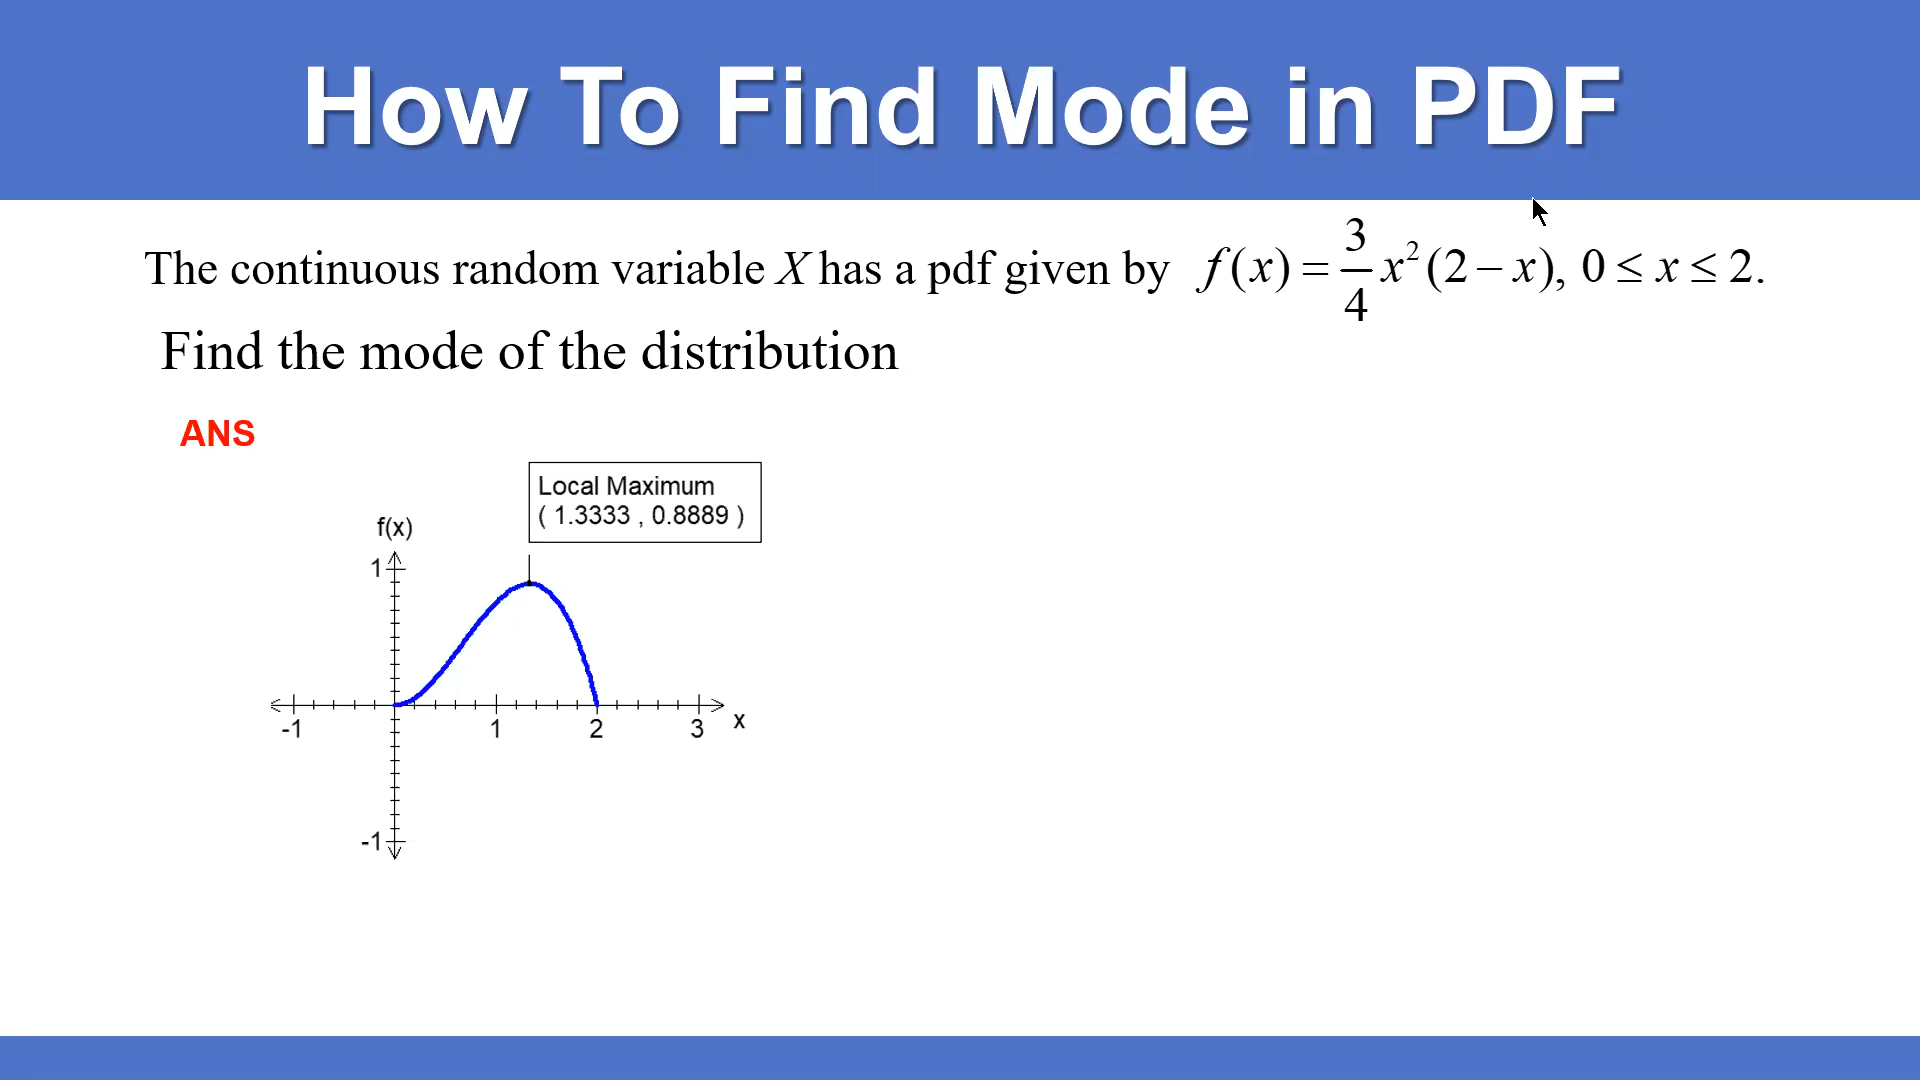 How To Find Mode in PDF
The continuous random variable X has a pdf given by f(x) = 3/4 x²(2 − x), 0 ≤ x ≤ 2.
Find the mode of the distribution
ANS
Local Maximum
( 1.3333 , 0.8889 )
f(x)
1
-1 1 2 3 x
-1